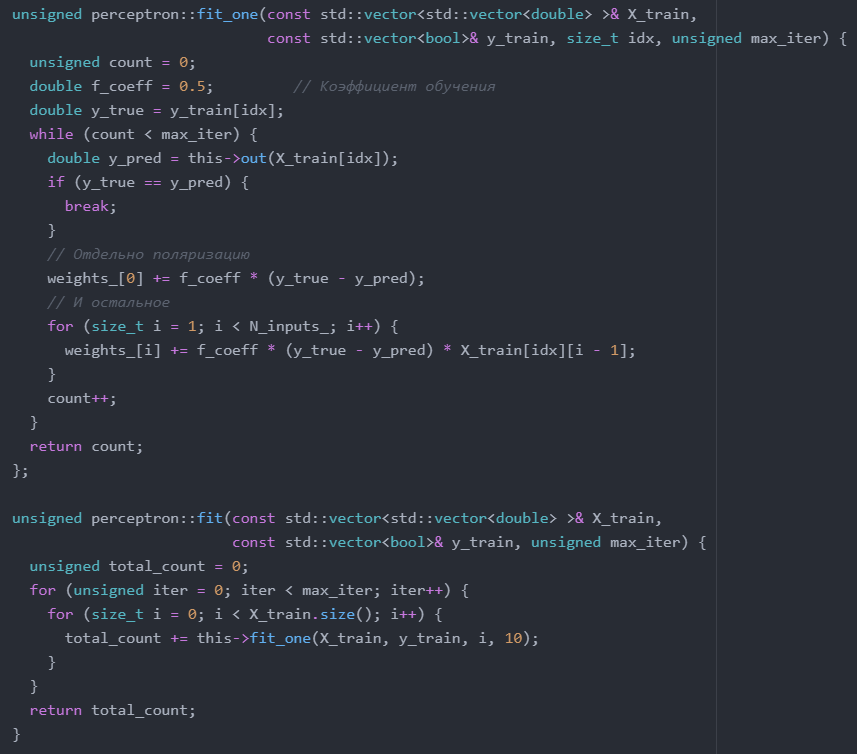 unsigned perceptron::fit_one(const std::vector<std::vector<double> >& X_train,
                             const std::vector<bool>& y_train, size_t idx, unsigned max_iter) {
  unsigned count = 0;
  double f_coeff = 0.5;         // Коэффициент обучения
  double y_true = y_train[idx];
  while (count < max_iter) {
    double y_pred = this->out(X_train[idx]);
    if (y_true == y_pred) {
      break;
    }
    // Отдельно поляризацию
    weights_[0] += f_coeff * (y_true - y_pred);
    // И остальное
    for (size_t i = 1; i < N_inputs_; i++) {
      weights_[i] += f_coeff * (y_true - y_pred) * X_train[idx][i - 1];
    }
    count++;
  }
  return count;
};

unsigned perceptron::fit(const std::vector<std::vector<double> >& X_train,
                         const std::vector<bool>& y_train, unsigned max_iter) {
  unsigned total_count = 0;
  for (unsigned iter = 0; iter < max_iter; iter++) {
    for (size_t i = 0; i < X_train.size(); i++) {
      total_count += this->fit_one(X_train, y_train, i, 10);
    }
  }
  return total_count;
}